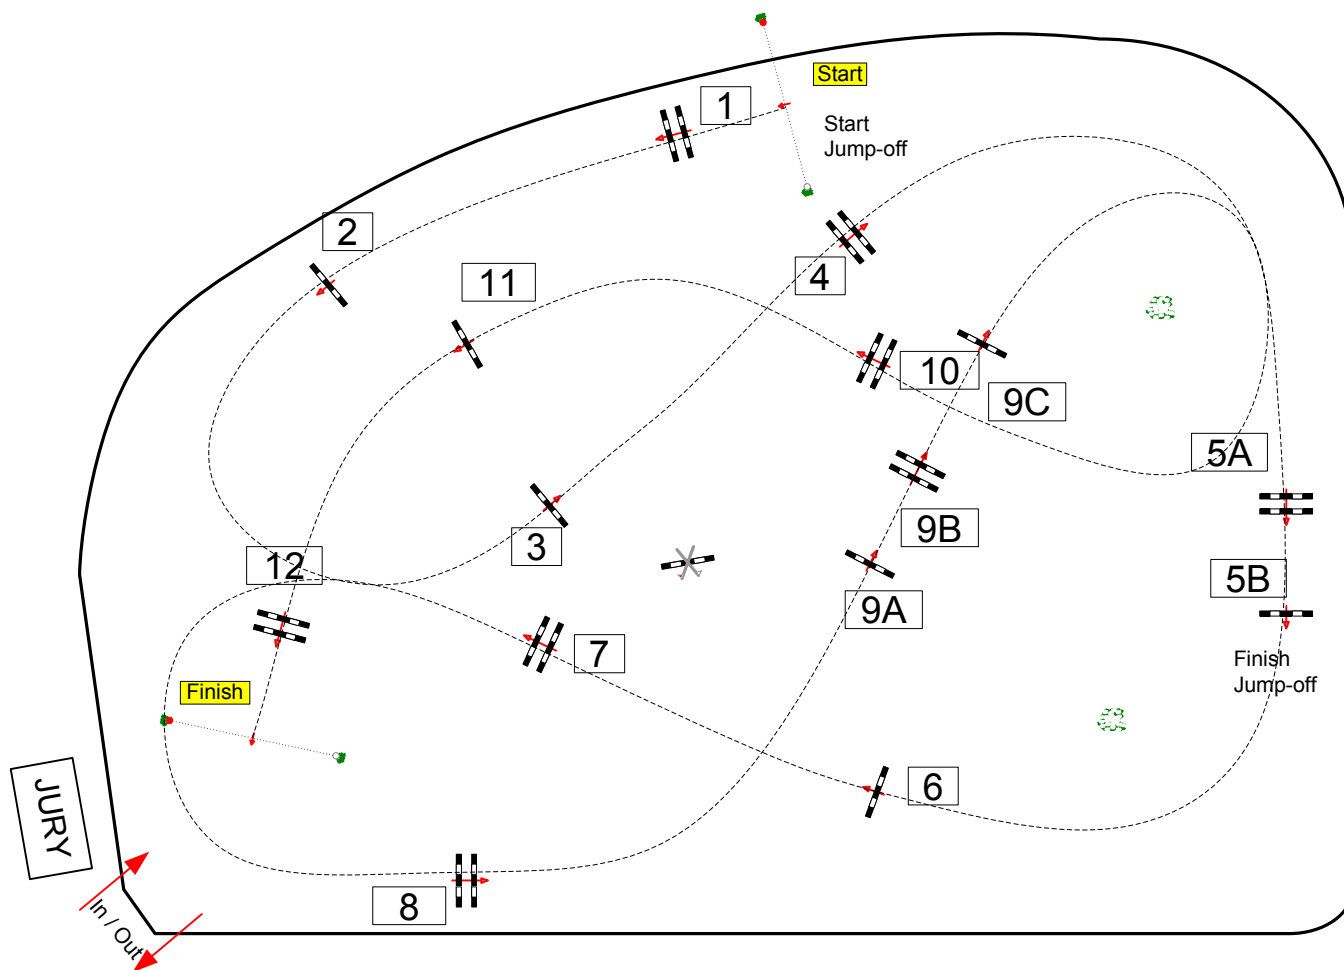 Start
1
Start
Jump-off
2
11
4
10
9C
5A
9B
3
12
5B
9A
7
Finish
Jump-off
Finish
6
JURY
8
In / Out